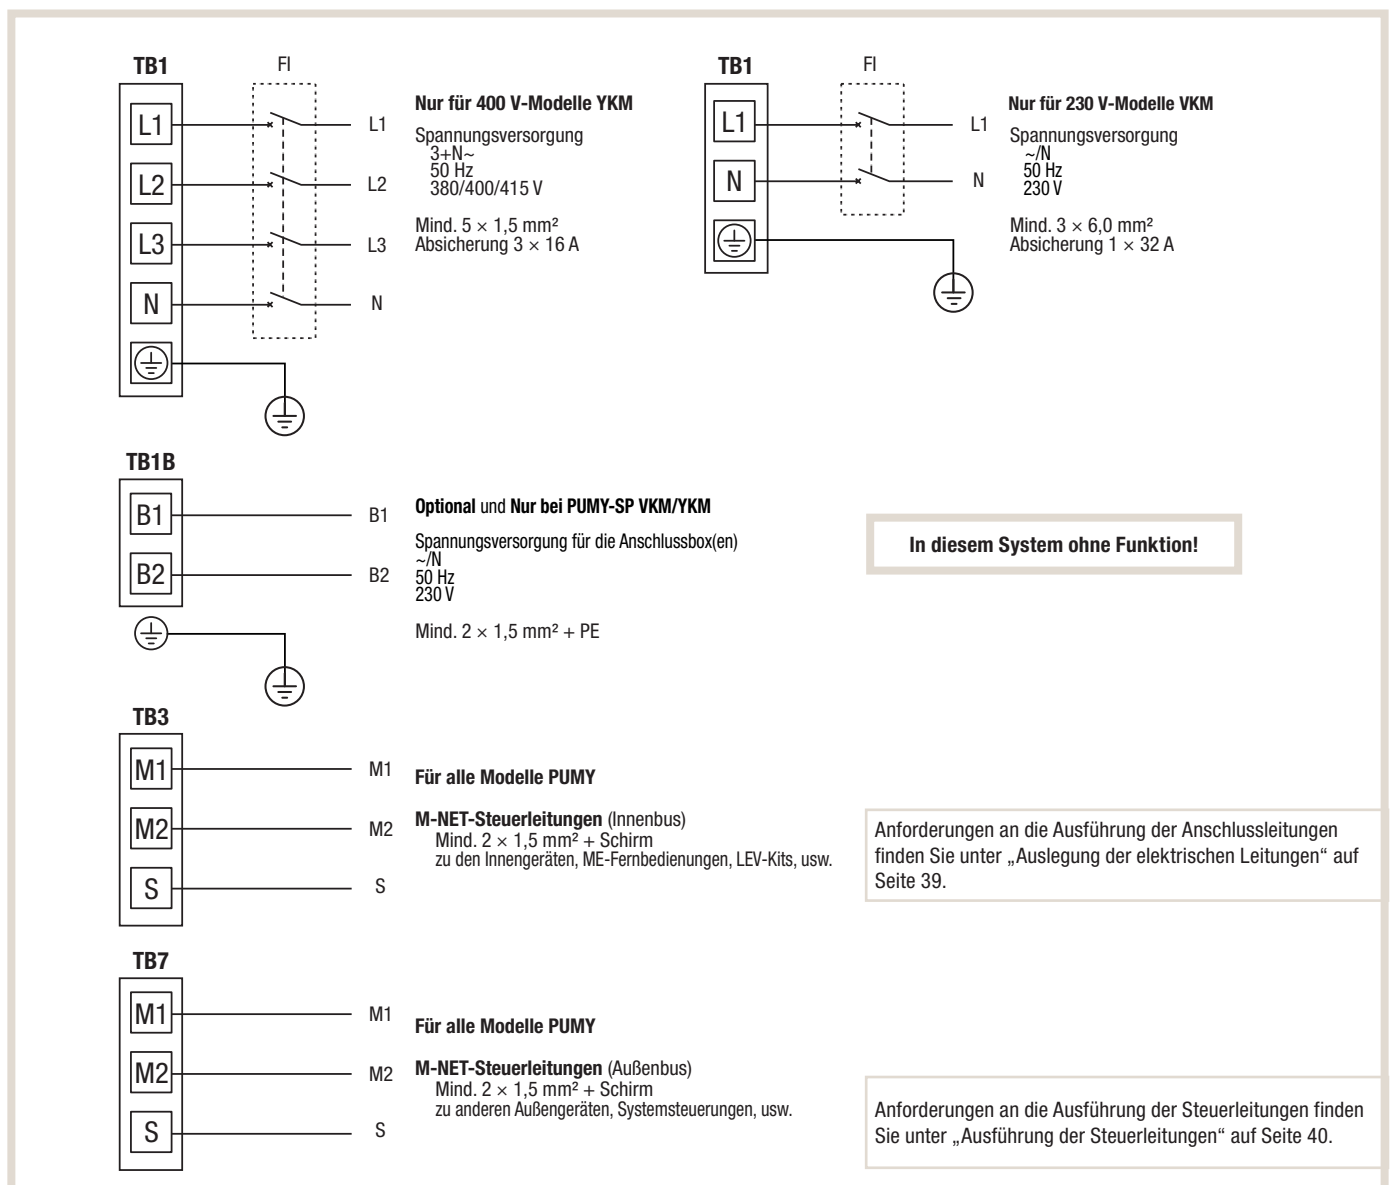 TB1
FI
L1
L2
L3
N
L1
L2
L3
N
Nur für 400 V-Modelle YKM
Spannungsversorgung
3+N~
50 Hz
380/400/415 V
Mind. 5 × 1,5 mm²
Absicherung 3 × 16 A
TB1
FI
L1
N
L1
N
Nur für 230 V-Modelle VKM
Spannungsversorgung
~/N
50 Hz
230 V
Mind. 3 × 6,0 mm²
Absicherung 1 × 32 A
TB1B
B1
B2
B1
B2
Optional und Nur bei PUMY-SP VKM/YKM
Spannungsversorgung für die Anschlussbox(en)
~/N
50 Hz
230 V
Mind. 2 × 1,5 mm² + PE
In diesem System ohne Funktion!
TB3
M1
M2
S
M1
M2
S
Für alle Modelle PUMY
M-NET-Steuerleitungen (Innenbus)
Mind. 2 × 1,5 mm² + Schirm
zu den Innengeräten, ME-Fernbedienungen, LEV-Kits, usw.
Anforderungen an die Ausführung der Anschlussleitungen
finden Sie unter „Auslegung der elektrischen Leitungen“ auf
Seite 39.
TB7
M1
M2
S
M1
M2
S
Für alle Modelle PUMY
M-NET-Steuerleitungen (Außenbus)
Mind. 2 × 1,5 mm² + Schirm
zu anderen Außengeräten, Systemsteuerungen, usw.
Anforderungen an die Ausführung der Steuerleitungen finden
Sie unter „Ausführung der Steuerleitungen“ auf Seite 40.